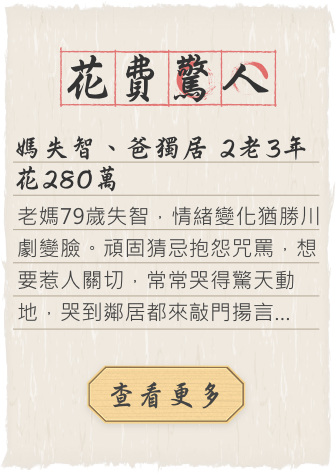 花費驚人
媽失智、爸獨居 2老3年
花280萬
老媽79歲失智，情緒變化猶勝川
劇變臉。頑固猜忌抱怨咒罵，想
要惹人關切，常常哭得驚天動
地，哭到鄰居都來敲門揚言...
查看更多